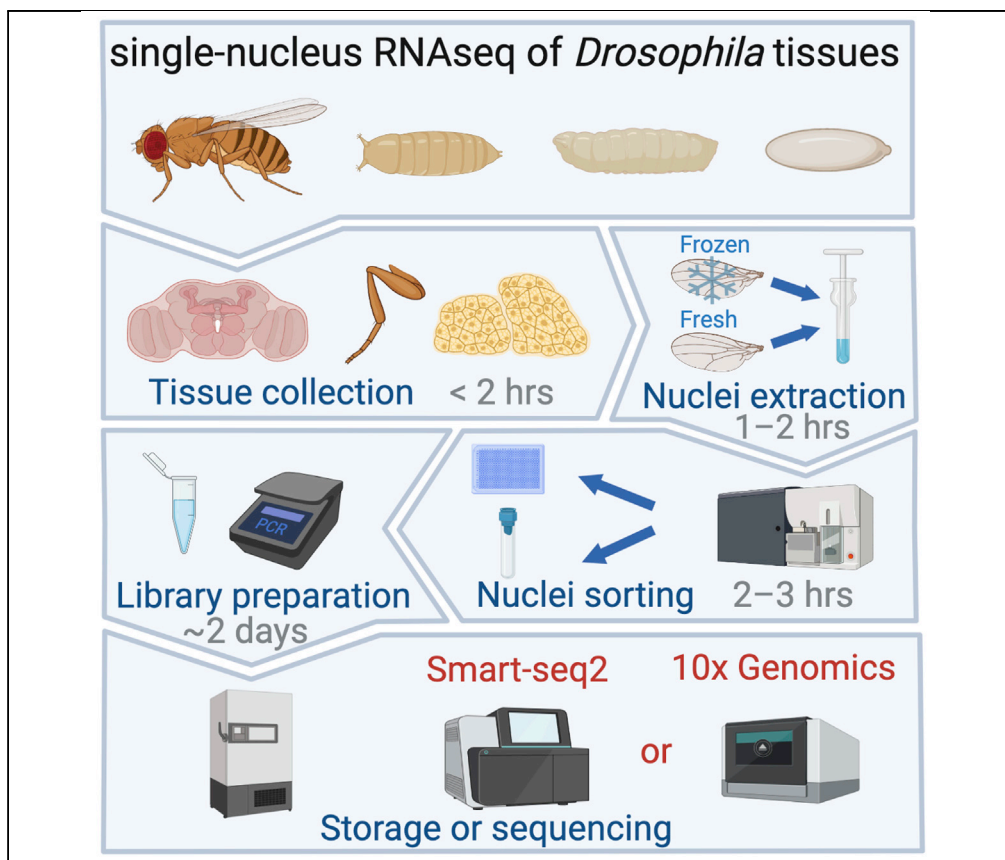 single-nucleus RNAseq of Drosophila tissues
Tissue collection < 2 hrs
Frozen
Fresh
Nuclei extraction
1–2 hrs
Nuclei sorting 2–3 hrs
PCR
Library preparation
~2 days
Smart-seq2 or 10x Genomics
Storage or sequencing